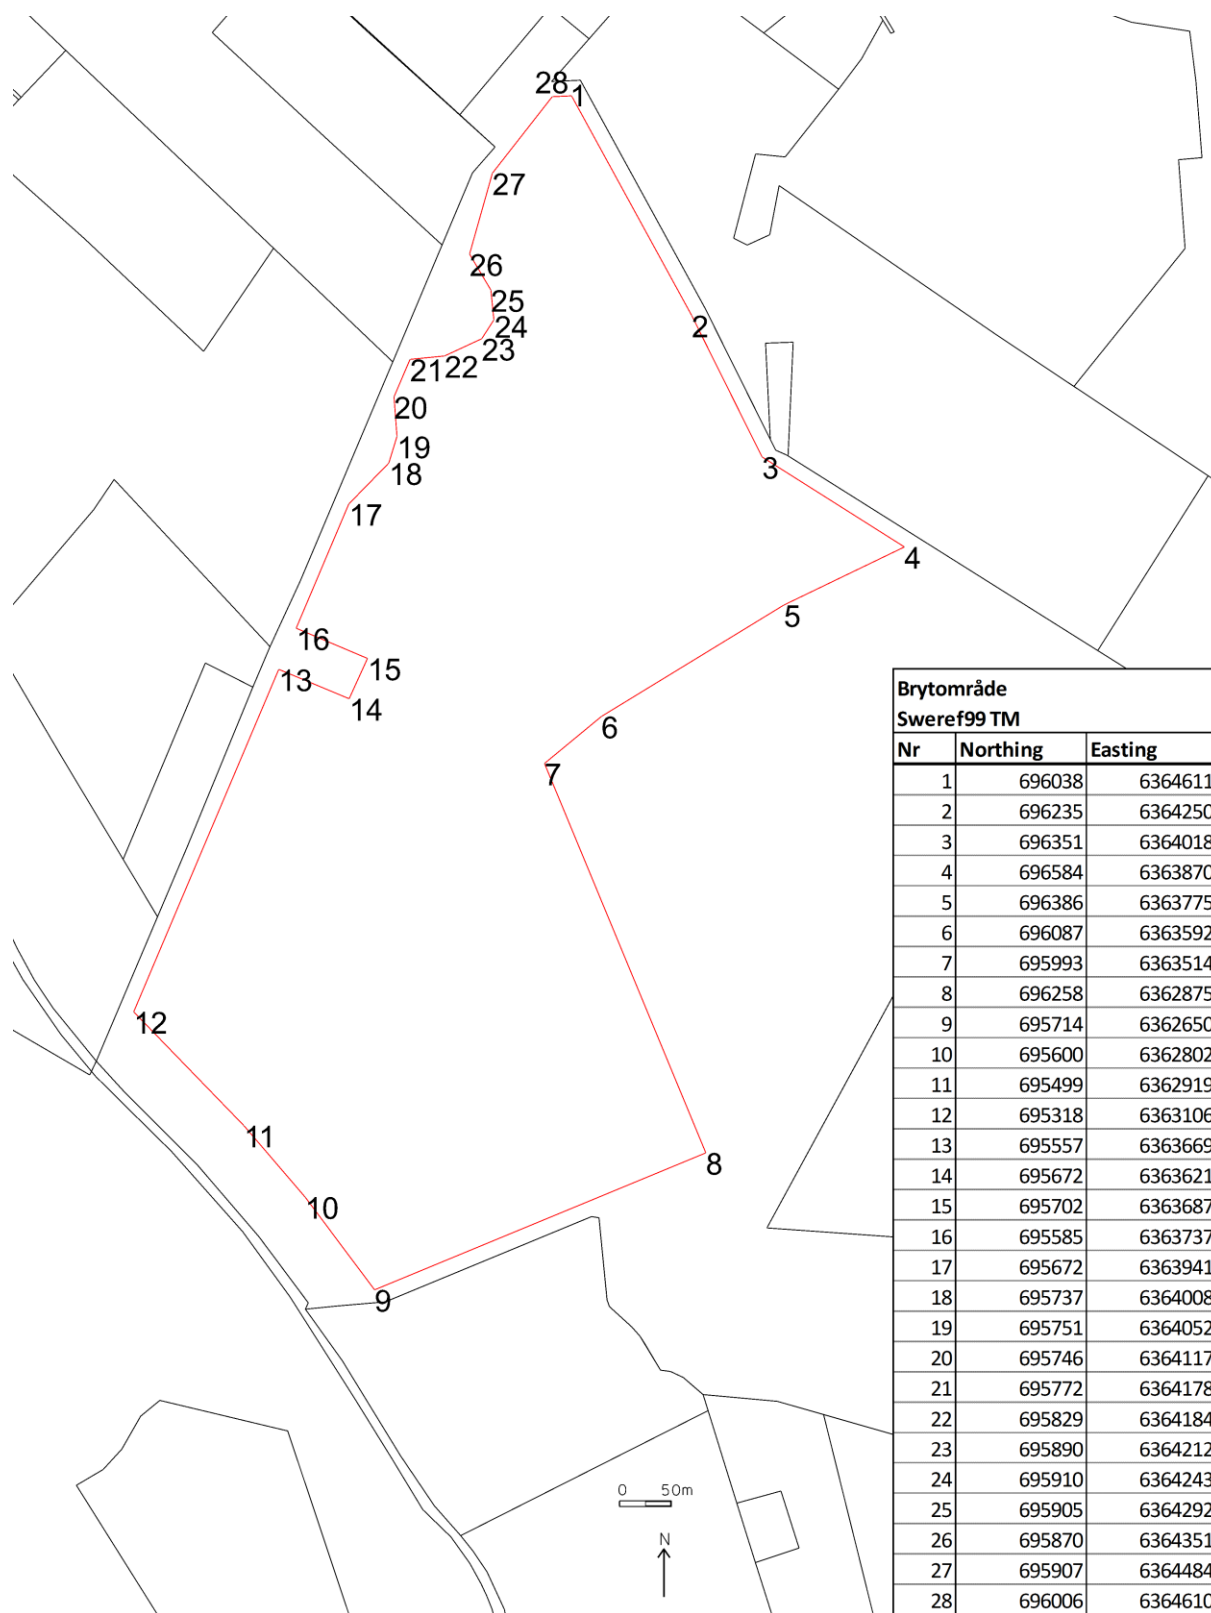 28
1
27
26
25
24
2
23
22
21
20
19
18
3
17
4
5
16
15
13
14
6
7
12
11
8
10
9
0 50m
N
Brytområde
Sweref99 TM
Nr Northing Easting
1 696038 6364611
2 696235 6364250
3 696351 6364018
4 696584 6363870
5 696386 6363775
6 696087 6363592
7 695993 6363514
8 696258 6362875
9 695714 6362650
10 695600 6362802
11 695499 6362919
12 695318 6363106
13 695557 6363669
14 695672 6363621
15 695702 6363687
16 695585 6363737
17 695672 6363941
18 695737 6364008
19 695751 6364052
20 695746 6364117
21 695772 6364178
22 695829 6364184
23 695890 6364212
24 695910 6364243
25 695905 6364292
26 695870 6364351
27 695907 6364484
28 696006 6364610